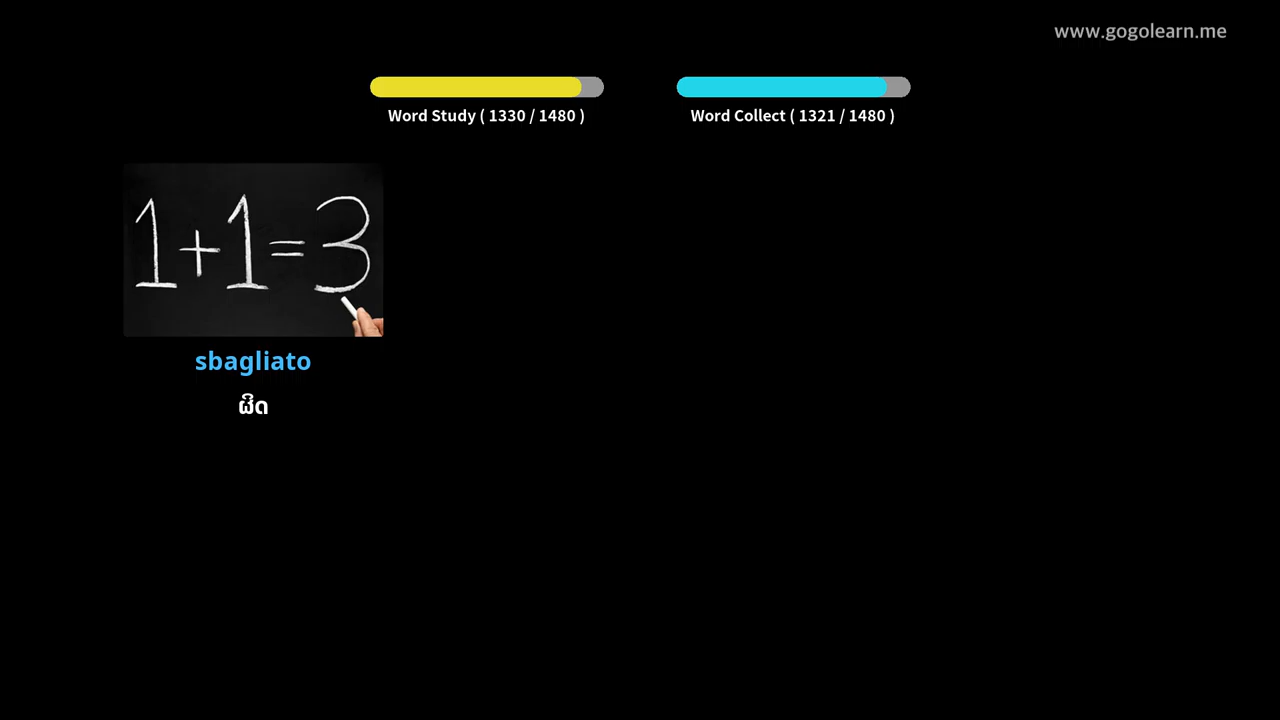 www.gogolearn.me
Word Study ( 1330 / 1480 )
Word Collect ( 1321 / 1480 )
1+1=3
sbagliato
ຜິດ